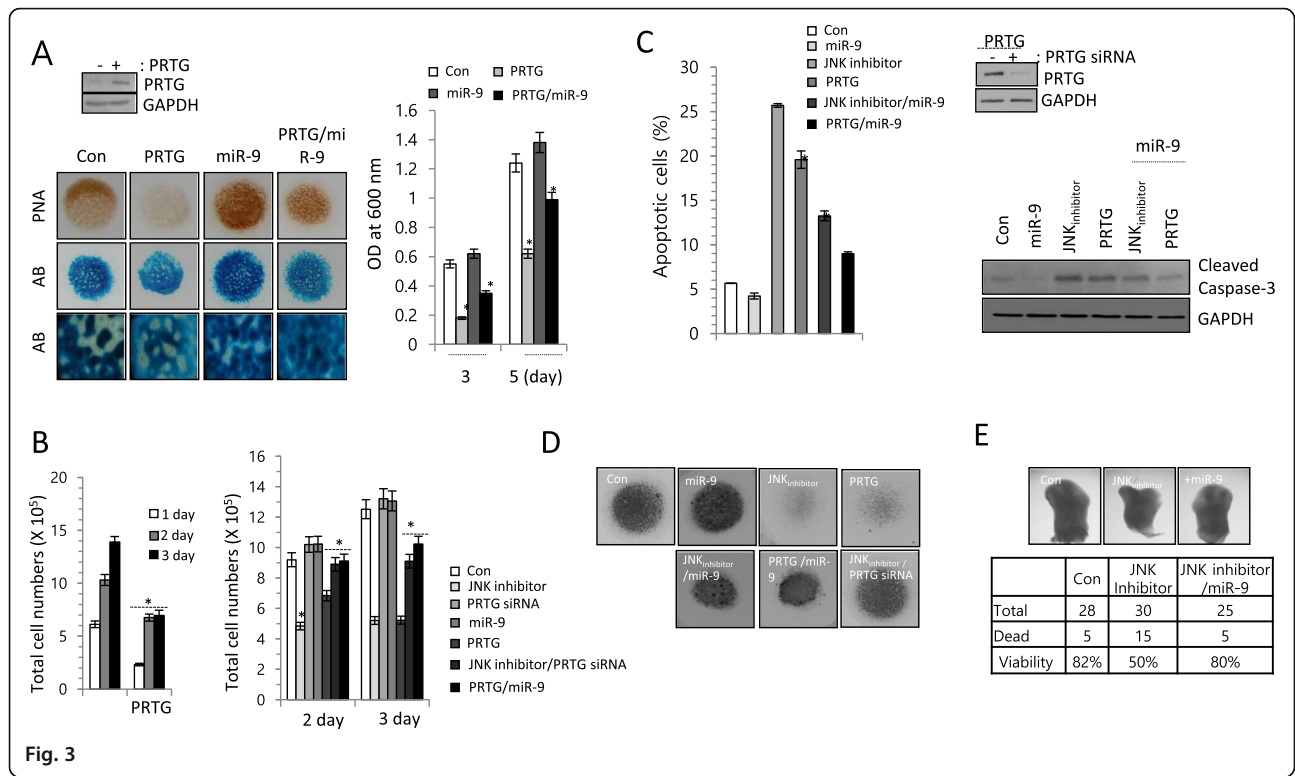 A
- + : PRTG
PRTG
GAPDH
Con PRTG miR-9 PRTG/mi
R-9
PNA
AB
AB
Con PRTG
miR-9 PRTG/miR-9
OD at 600 nm
1.6
1.4
1.2
1
0.8
0.6
0.4
0.2
0
* * * *
3 5 (day)
B
Total cell numbers (X 10⁵)
20
15
10
5
0
1 day
2 day
3 day
*
PRTG
Total cell numbers (X 10⁵)
16
14
12
10
8
6
4
2
0
* * *
2 day 3 day
Con
JNK inhibitor
PRTG siRNA
miR-9
PRTG
JNK inhibitor/PRTG siRNA
PRTG/miR-9
C
Con
miR-9
JNK inhibitor
PRTG
JNK inhibitor/miR-9
PRTG/miR-9
Apoptotic cells (%)
30
25
20
15
10
5
0
*
PRTG
- + : PRTG siRNA
PRTG
GAPDH
miR-9
Con miR-9 JNKinhibitor PRTG JNKinhibitor PRTG
Cleaved
Caspase-3
GAPDH
D
Con miR-9 JNKinhibitor PRTG
JNKinhibitor PRTG/miR- JNKinhibitor/
/miR-9 9 PRTG siRNA
E
Con JNKinhibitor +miR-9
Con JNK Inhibitor JNK inhibitor /miR-9
Total 28 30 25
Dead 5 15 5
Viability 82% 50% 80%
Fig. 3